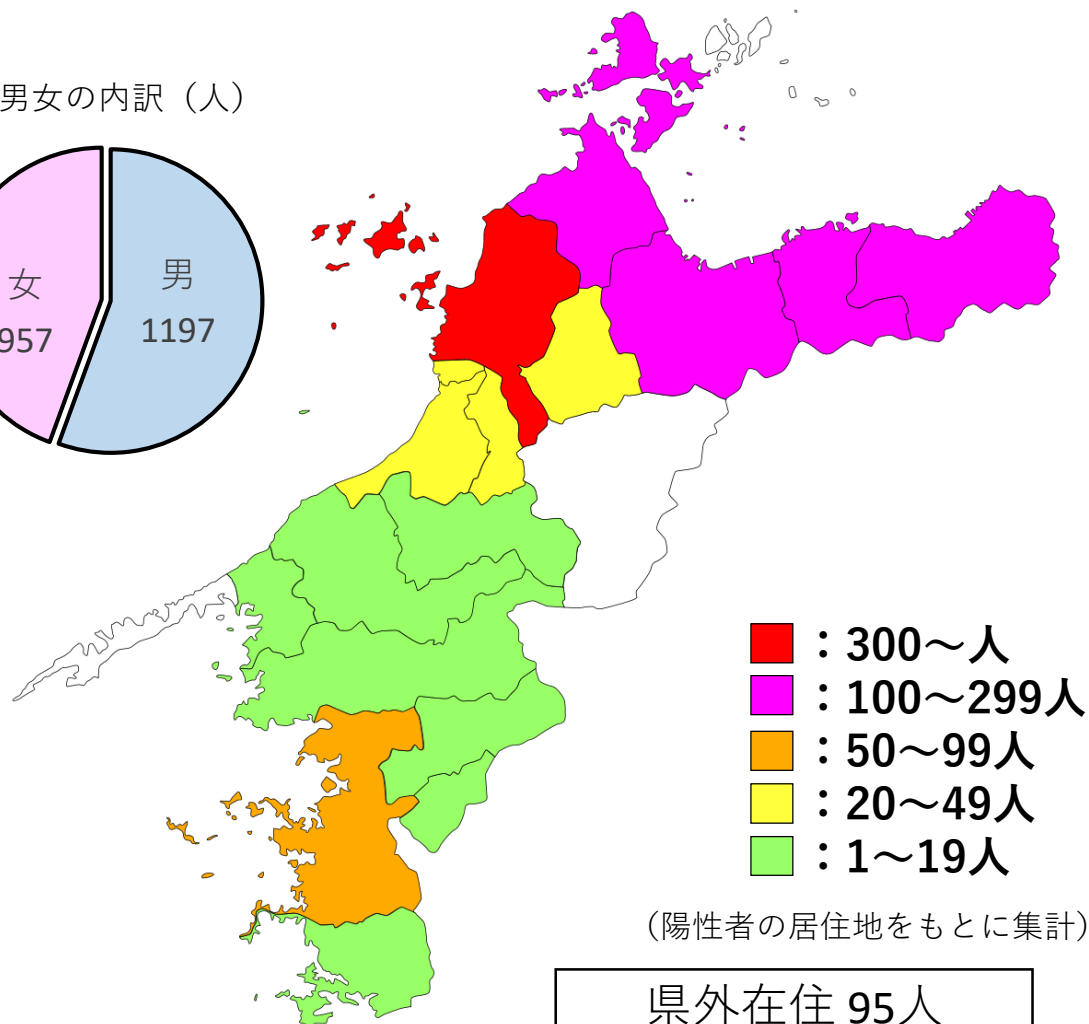 男女の内訳（人）
女
957
男
1197
：300～人
：100～299人
：50～99人
：20～49人
：1～19人
（陽性者の居住地をもとに集計）
県外在住 95人